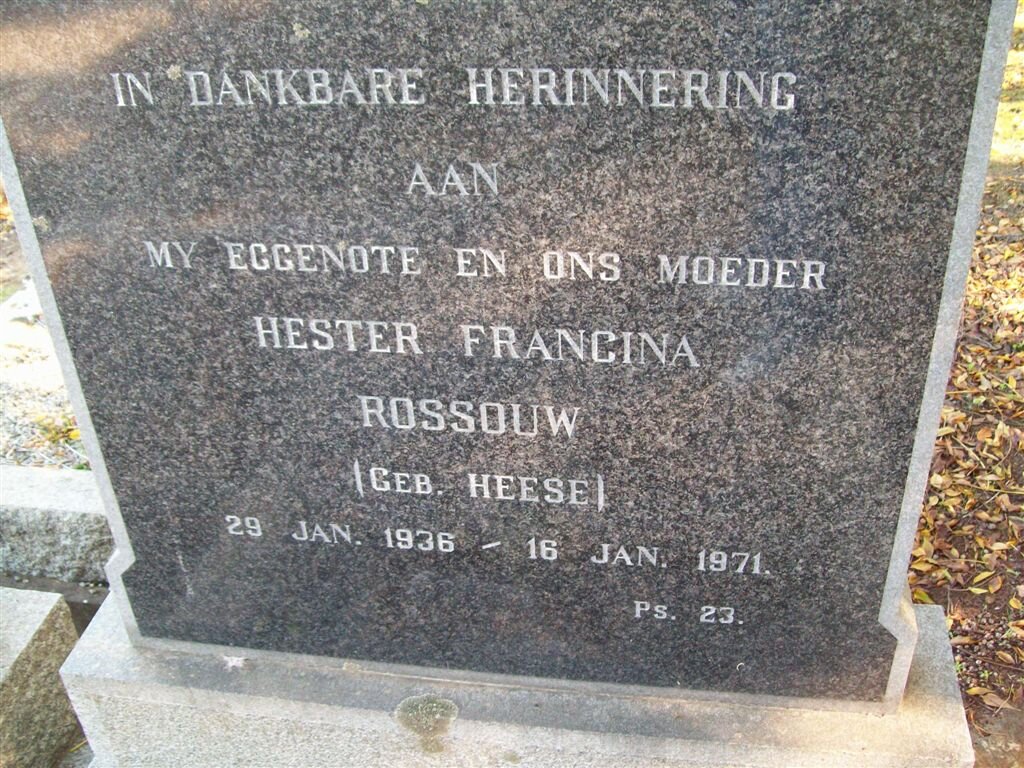 IN DANKBARE HERINNERING
AAN
MY EGGENOTE EN ONS MOEDER
HESTER FRANCINA
ROSSOUW
(GEB. HEESE)
29 JAN. 1936 – 16 JAN. 1971.
PS. 23.